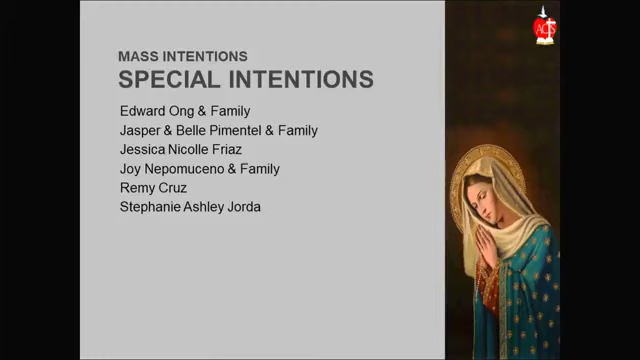 MASS INTENTIONS
SPECIAL INTENTIONS
Edward Ong & Family
Jasper & Belle Pimentel & Family
Jessica Nicolle Friaz
Joy Nepomuceno & Family
Remy Cruz
Stephanie Ashley Jorda